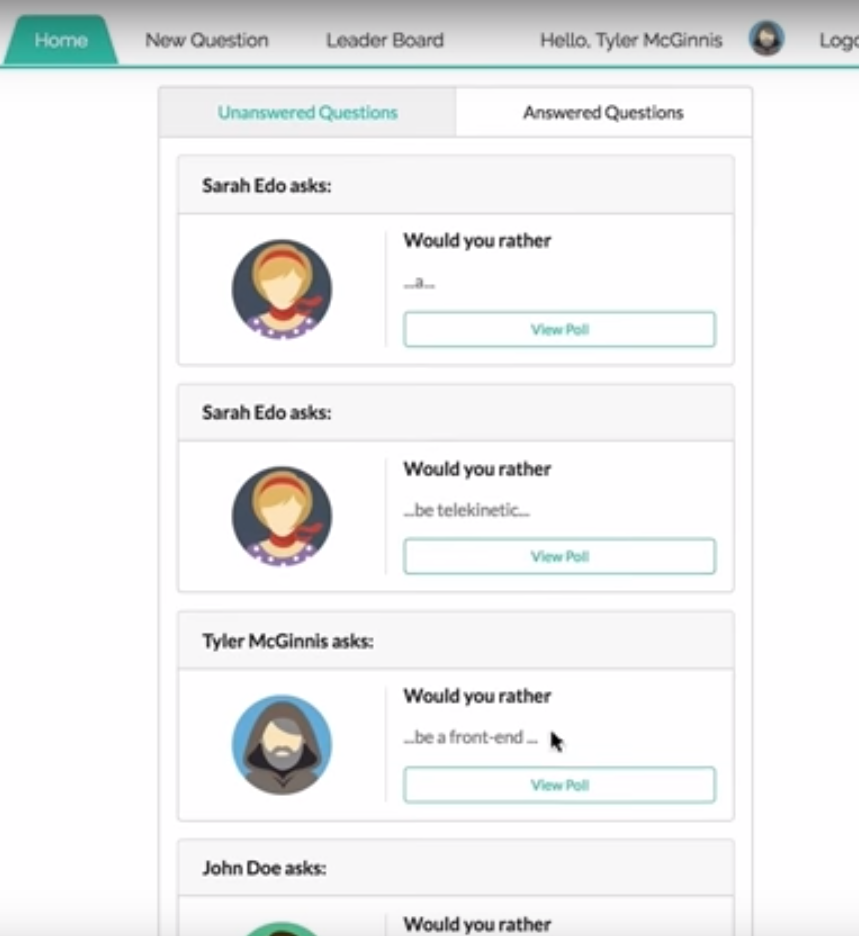 Home New Question Leader Board Hello, Tyler McGinnis Logo
Unanswered Questions Answered Questions
Sarah Edo asks:
Would you rather
...a...
View Poll
Sarah Edo asks:
Would you rather
...be telekinetic...
View Poll
Tyler McGinnis asks:
Would you rather
...be a front-end ...
View Poll
John Doe asks:
Would you rather